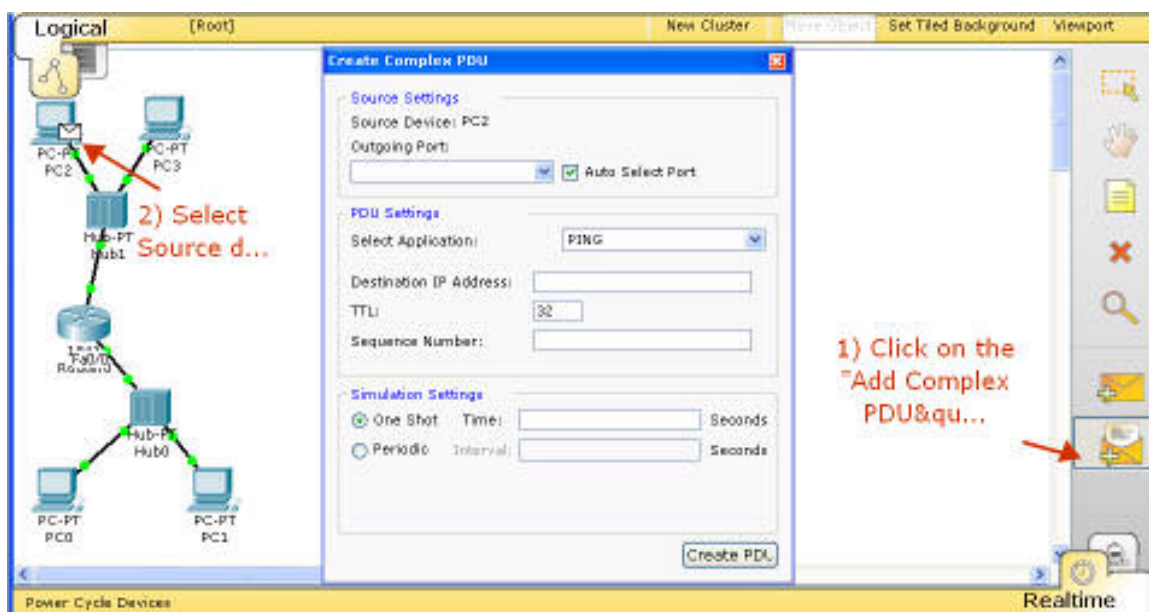 Logical [Root] New Cluster Move Object Set Tiled Background Viewport
Create Complex PDU
Source Settings
Source Device: PC2
Outgoing Port:
Auto Select Port
PDU Settings
Select Application: PING
Destination IP Address:
TTL: 32
Sequence Number:
Simulation Settings
One Shot Time: Seconds
Periodic Interval: Seconds
Create PDU
PC-PT
PC2
PC-PT
PC3
2) Select
Source d...
Hub-PT
Hub1
Fa0/0
Hub-PT
Hub0
PC-PT
PC0
PC-PT
PC1
1) Click on the
"Add Complex
PDU&qu...
Power Cycle Devices
Realtime